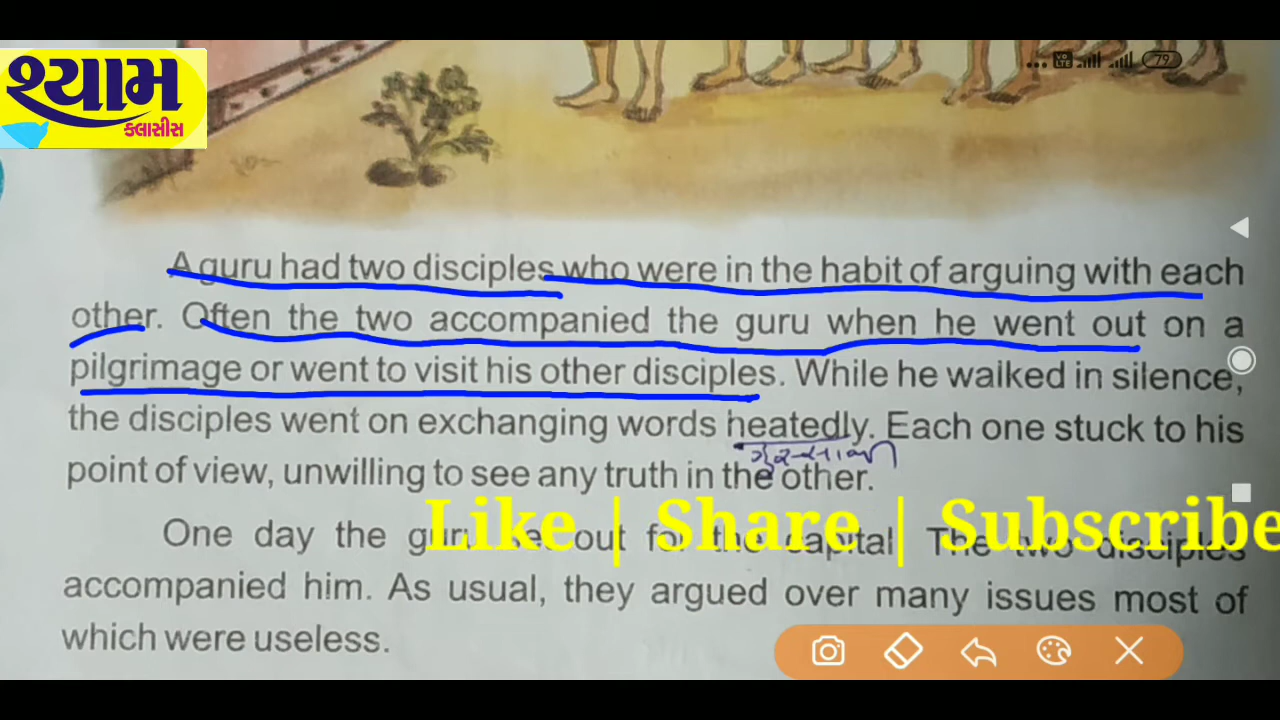 શ્યામ
ક્લાસીસ
79
A guru had two disciples who were in the habit of arguing with each
other. Often the two accompanied the guru when he went out on a
pilgrimage or went to visit his other disciples. While he walked in silence,
the disciples went on exchanging words heatedly. Each one stuck to his
point of view, unwilling to see any truth in the other.
Like | Share | Subscribe
One day the guru set out for the capital The two disciples
accompanied him. As usual, they argued over many issues most of
which were useless.